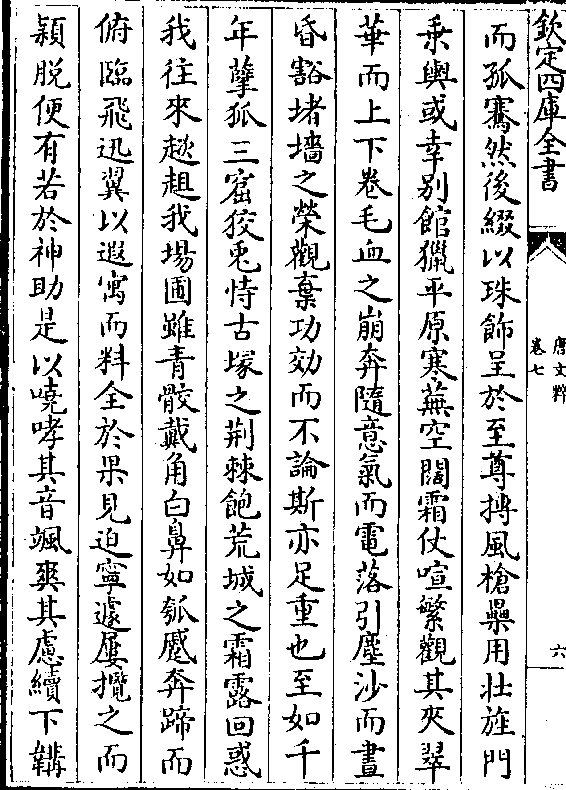 欽定四庫全書
唐文粹
卷七
六
而孤騫然後綴以珠飾呈於至尊摶風槍纍用壯旌門
乘輿或幸别館獵平原寒蕪空闊霜仗喧繁觀其夾翠
華而上下卷毛血之崩奔隨意氣而電落引塵沙而晝
昏豁堵墻之榮觀棄功効而不論斯亦足重也至如千
年孽狐三窟狡兎恃古塚之荆棘飽荒城之霜露回惑
我往來趑趄我場圃雖青骹戴角白鼻如瓠蹙奔蹄而
俯臨飛迅翼以遐寓而料全於果見迫寧遽屢攬之而
穎脱便有若於神助是以嘵哮其音颯爽其慮續下韝